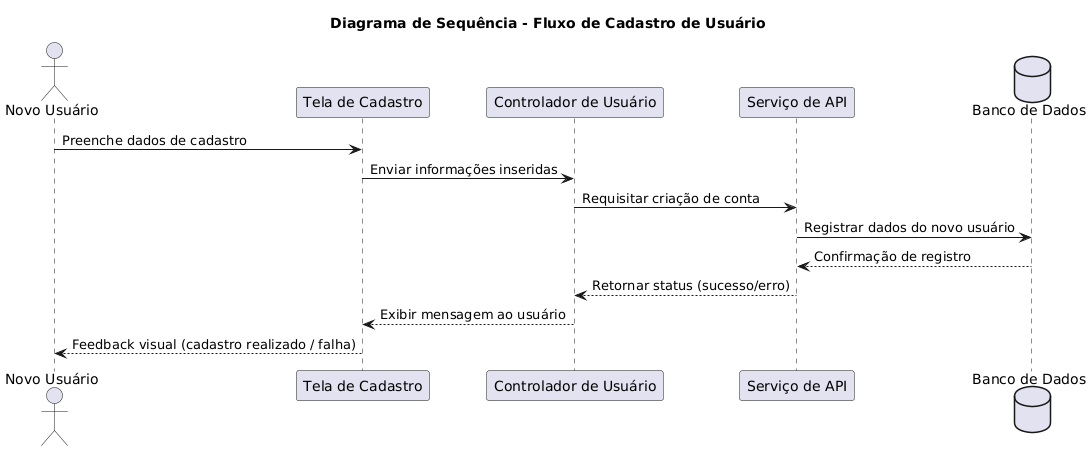 Diagrama de Sequência - Fluxo de Cadastro de Usuário
Novo Usuário
Tela de Cadastro
Controlador de Usuário
Serviço de API
Banco de Dados
Preenche dados de cadastro
Enviar informações inseridas
Requisitar criação de conta
Registrar dados do novo usuário
Confirmação de registro
Retornar status (sucesso/erro)
Exibir mensagem ao usuário
Feedback visual (cadastro realizado / falha)
Novo Usuário
Tela de Cadastro
Controlador de Usuário
Serviço de API
Banco de Dados